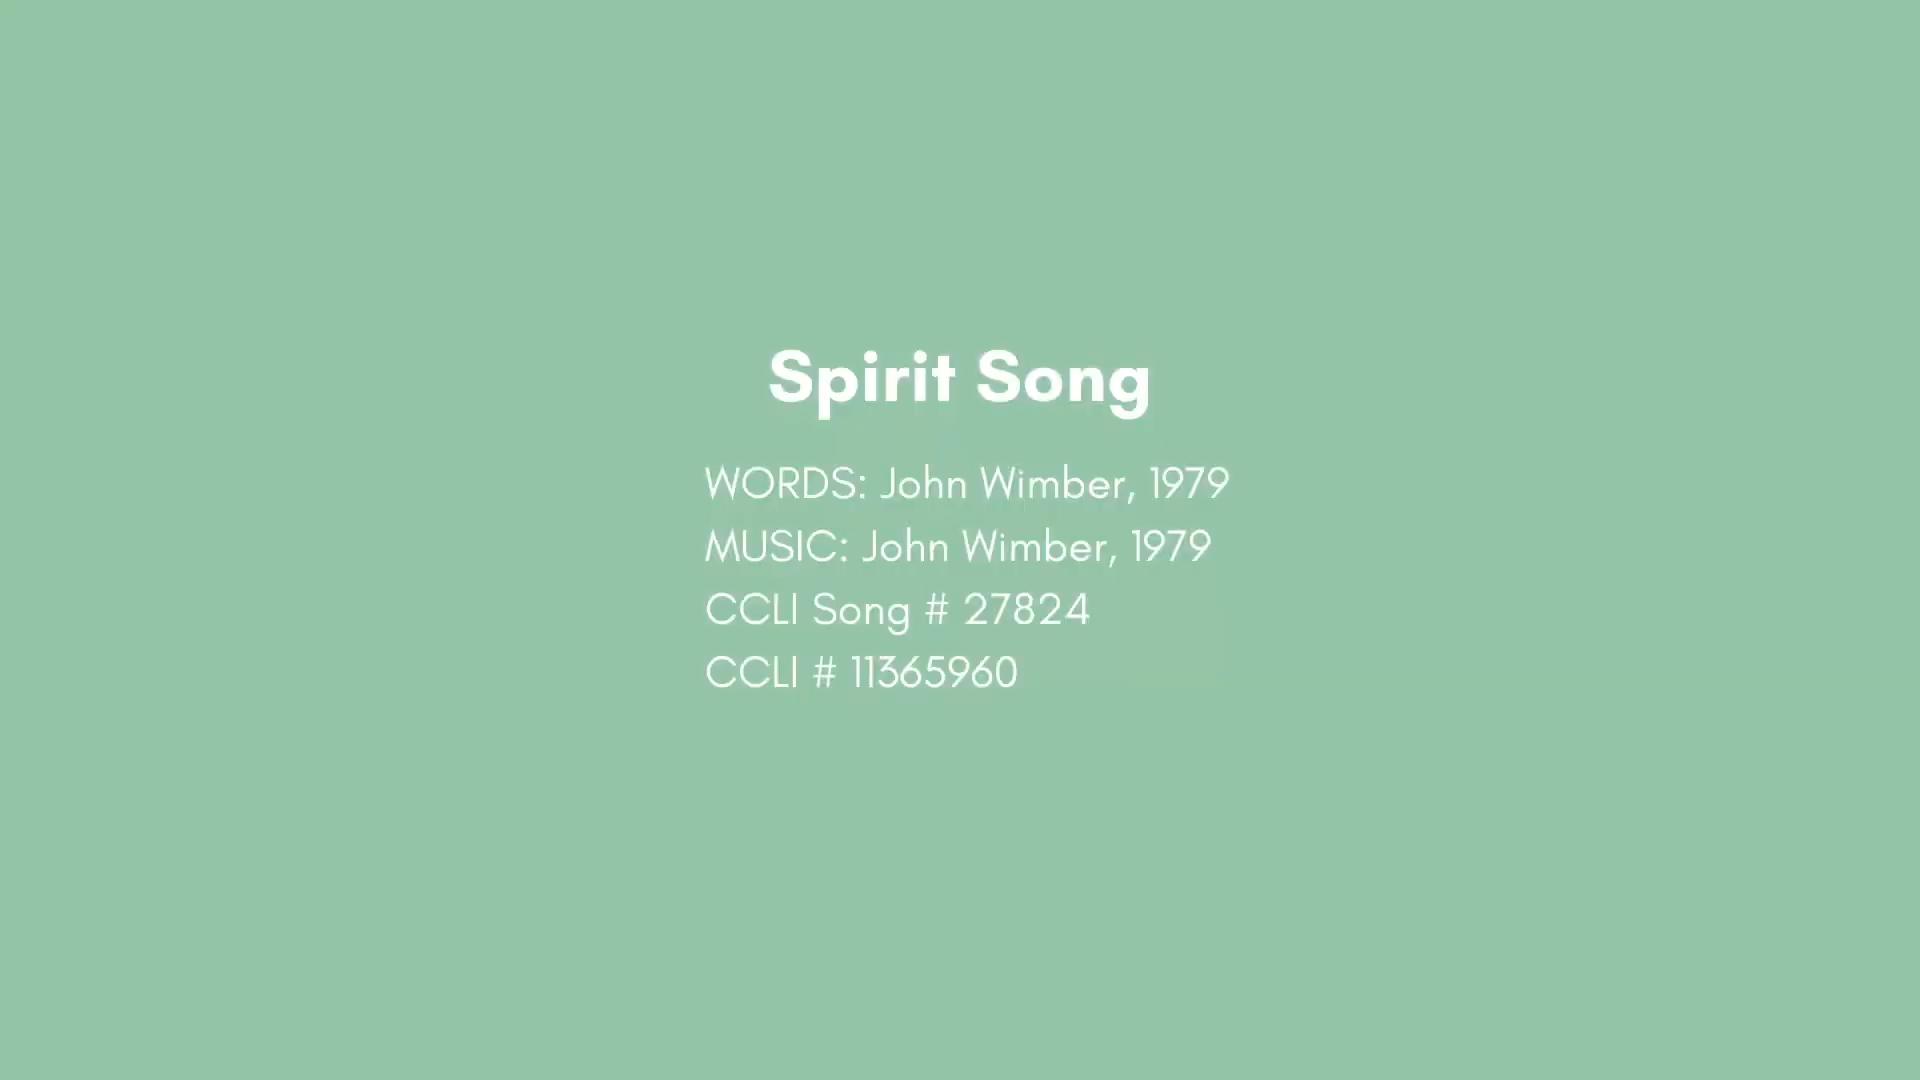 Spirit Song
WORDS: John Wimber, 1979
MUSIC: John Wimber, 1979
CCLI Song # 27824
CCLI # 11365960